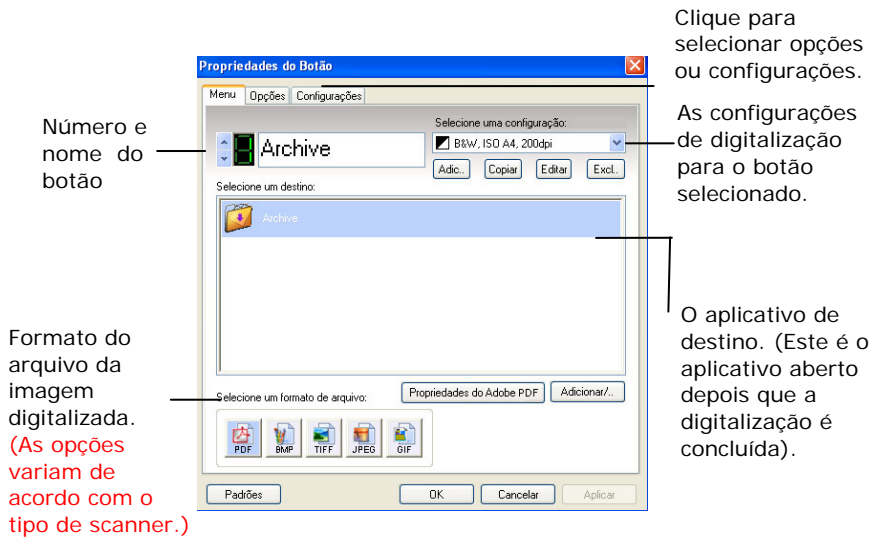 Clique para
selecionar opções
ou configurações.
As configurações
de digitalização
para o botão
selecionado.
Número e
nome do
botão
Propriedades do Botão
Menu Opções Configurações
Selecione uma configuração:
Archive
B&W, ISO A4, 200dpi
Adic.. Copiar Editar Excl..
Selecione um destino:
Archive
O aplicativo de
destino. (Este é o
aplicativo aberto
depois que a
digitalização é
concluída).
Formato do
arquivo da
imagem
digitalizada.
(As opções
variam de
acordo com o
tipo de scanner.)
Selecione um formato de arquivo:
Propriedades do Adobe PDF Adicionar/..
PDF BMP TIFF JPEG GIF
Padrões OK Cancelar Aplicar